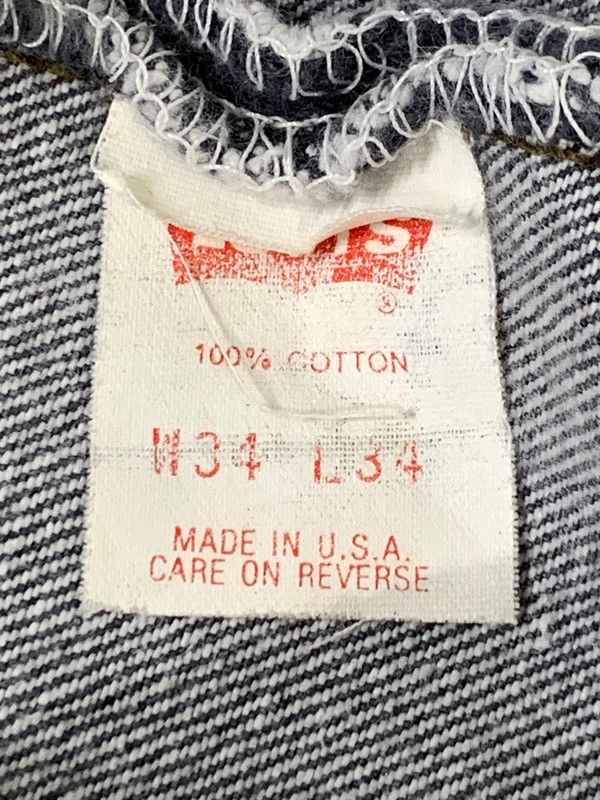 100% COTTON
W34 L34
MADE IN U.S.A.
CARE ON REVERSE